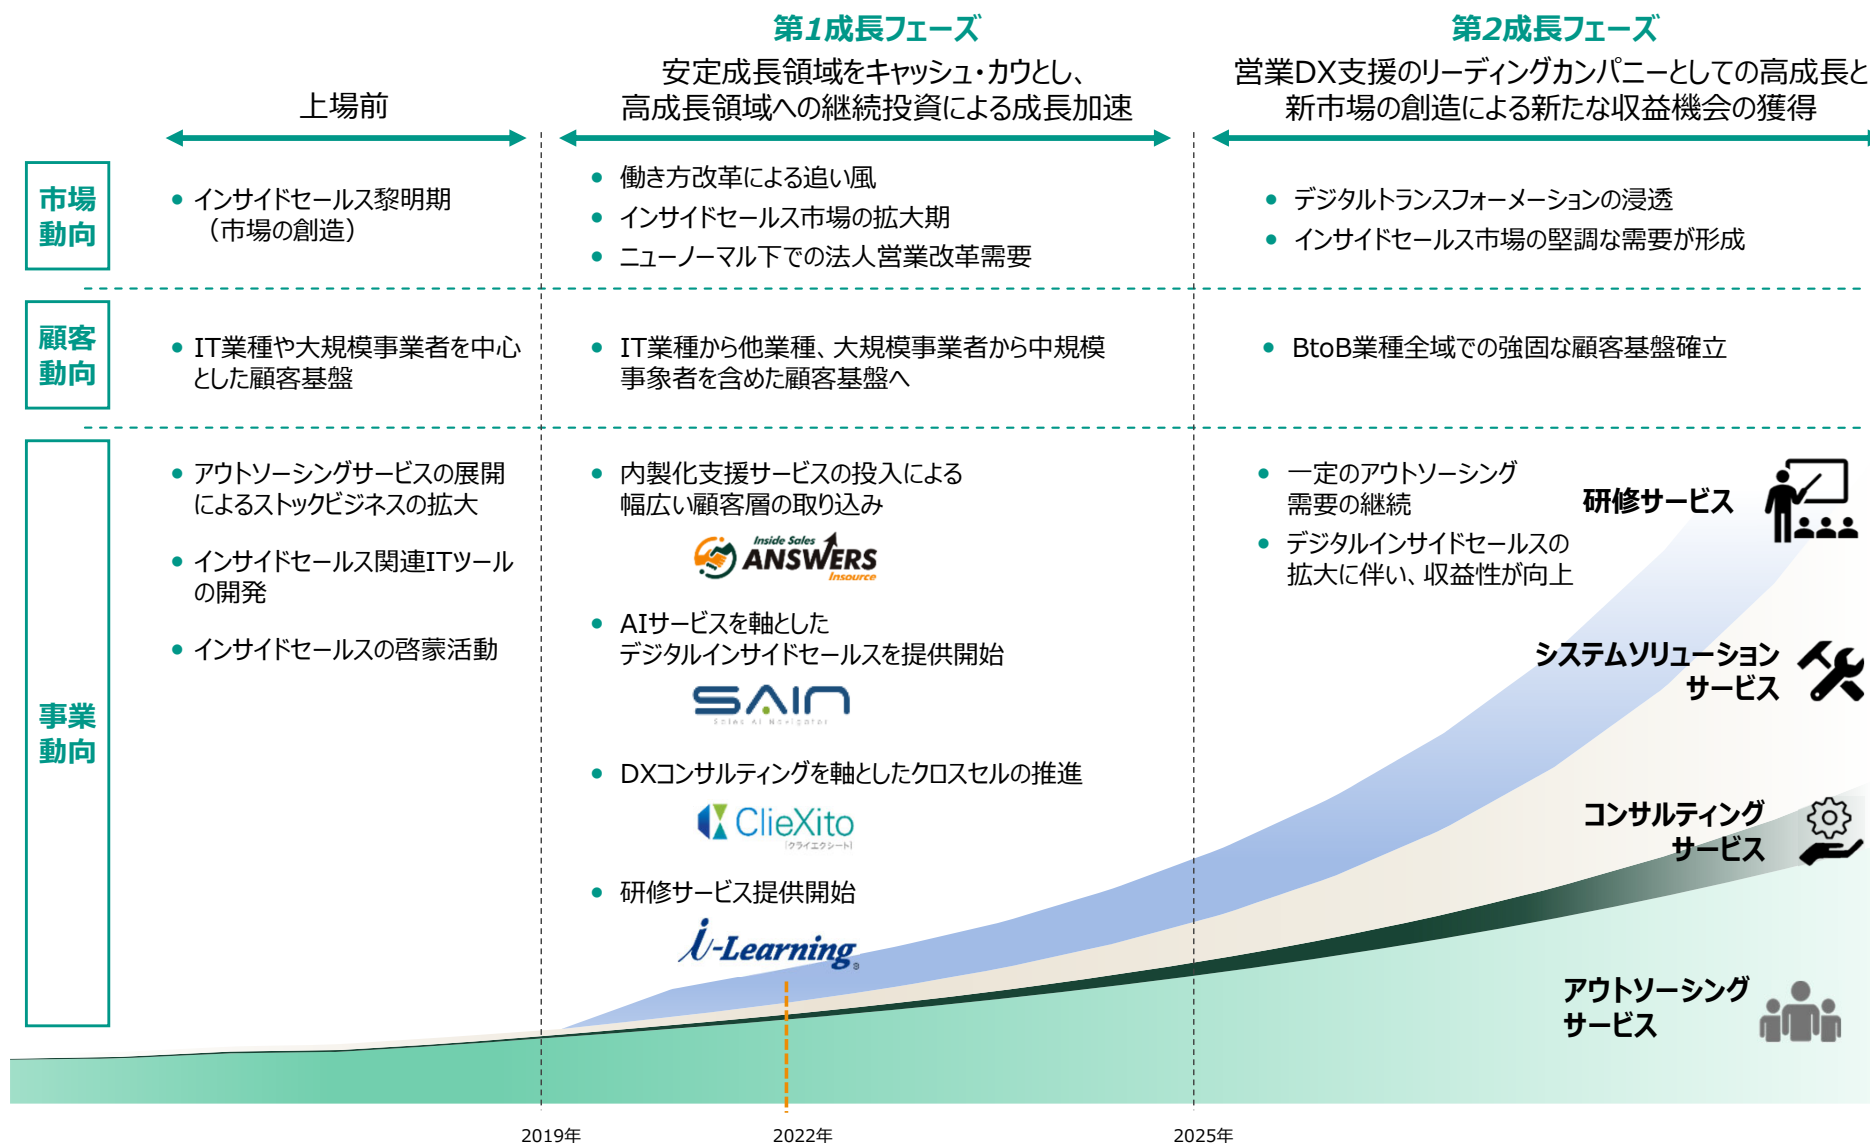 第1成長フェーズ
第2成長フェーズ
上場前
安定成長領域をキャッシュ・カウとし、
高成長領域への継続投資による成長加速
営業DX支援のリーディングカンパニーとしての高成長と
新市場の創造による新たな収益機会の獲得
市場
動向
インサイドセールス黎明期
（市場の創造）
働き方改革による追い風
インサイドセールス市場の拡大期
ニューノーマル下での法人営業改革需要
デジタルトランスフォーメーションの浸透
インサイドセールス市場の堅調な需要が形成
顧客
動向
IT業種や大規模事業者を中心
とした顧客基盤
IT業種から他業種、大規模事業者から中規模
事象者を含めた顧客基盤へ
BtoB業種全域での強固な顧客基盤確立
事業
動向
アウトソーシングサービスの展開
によるストックビジネスの拡大
インサイドセールス関連ITツール
の開発
インサイドセールスの啓蒙活動
内製化支援サービスの投入による
幅広い顧客層の取り込み
Inside Sales
ANSWERS
Insource
AIサービスを軸とした
デジタルインサイドセールスを提供開始
SAIN
Sales AI Navigator
DXコンサルティングを軸としたクロスセルの推進
ClieXito
[クライエクシート]
研修サービス提供開始
i-Learning®
一定のアウトソーシング
需要の継続
デジタルインサイドセールスの
拡大に伴い、収益性が向上
研修サービス
システムソリューション
サービス
コンサルティング
サービス
アウトソーシング
サービス
2019年
2022年
2025年